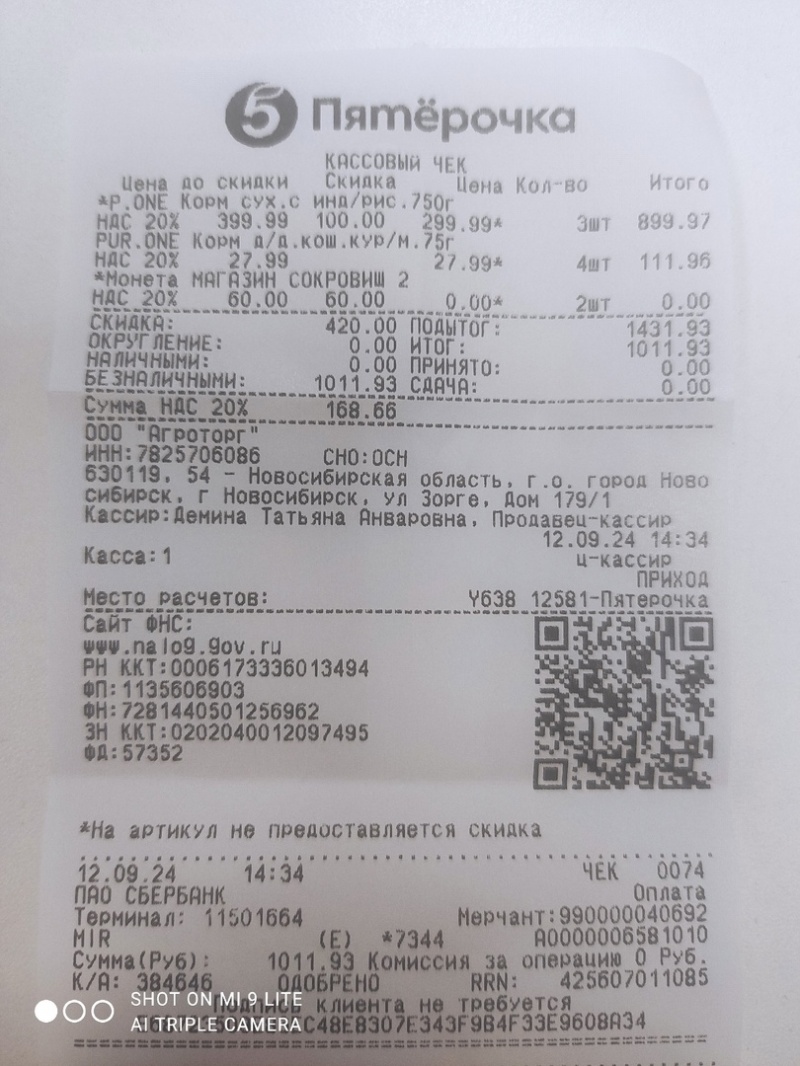 5 Пятёрочка
КАССОВЫЙ ЧЕК
Цена до скидки Скидка Цена Кол-во Итого
*P.ONE Корм сух.с инд/рис.750г
НДС 20% 399.99 100.00 299.99* 3шт 899.97
PUR.ONE Корм д/д.кош.кур/м.75г
НДС 20% 27.99 27.99* 4шт 111.96
*Монета МАГАЗИН СОКРОВИЩ 2
НДС 20% 60.00 60.00 0.00* 2шт 0.00
СКИДКА: 420.00 ПОДЫТОГ: 1431.93
ОКРУГЛЕНИЕ: 0.00 ИТОГ: 1011.93
НАЛИЧНЫМИ: 0.00 ПРИНЯТО: 0.00
БЕЗНАЛИЧНЫМИ: 1011.93 СДАЧА: 0.00
Сумма НДС 20% 168.66
ООО "Агроторг"
ИНН:7825706086 СНО:ОСН
630119, 54 - Новосибирская область, г.о. город Ново
сибирск, г Новосибирск, ул Зорге, Дом 179/1
Кассир:Демина Татьяна Анваровна, Продавец-кассир
12.09.24 14:34
Касса:1 ц-кассир
ПРИХОД
Место расчетов: Y638 12581-Пятерочка
Сайт ФНС:
www.nalog.gov.ru
РН ККТ:0006173336013494
ФП:1135606903
ФН:7281440501256962
ЗН ККТ:0202040012097495
ФД:57352
*На артикул не предоставляется скидка
12.09.24 14:34 ЧЕК 0074
ПАО СБЕРБАНК Оплата
Терминал: 11501664 Мерчант:990000040692
MIR (E) *7344 A0000006581010
Сумма(Руб): 1011.93 Комиссия за операцию 0 Руб.
К/А: 384646 ОДОБРЕНО RRN: 425607011085
Подпись клиента не требуется
SHOT ON MI 9 LITE
AI TRIPLE CAMERA